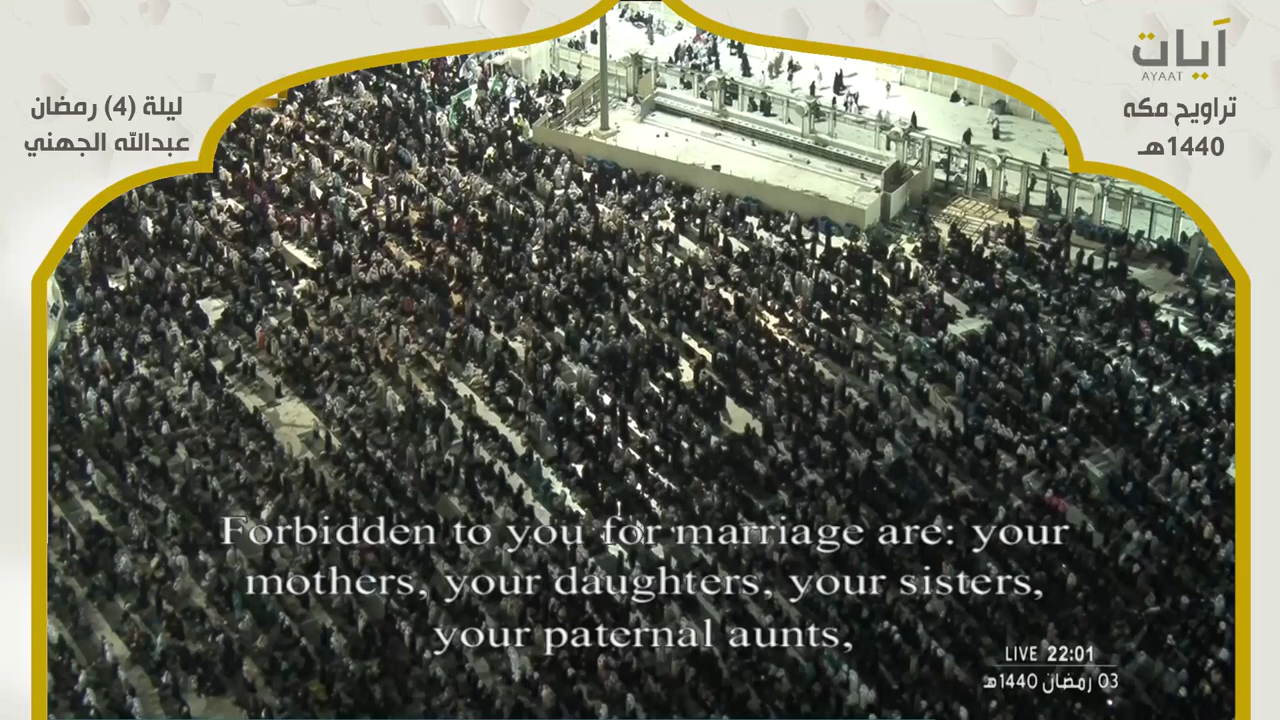 آيات
AYAAT
تراويح مكه
1440هـ
ليلة (4) رمضان
عبدالله الجهني
Forbidden to you for marriage are: your
mothers, your daughters, your sisters,
your paternal aunts,
LIVE 22:01
03 رمضان 1440هـ